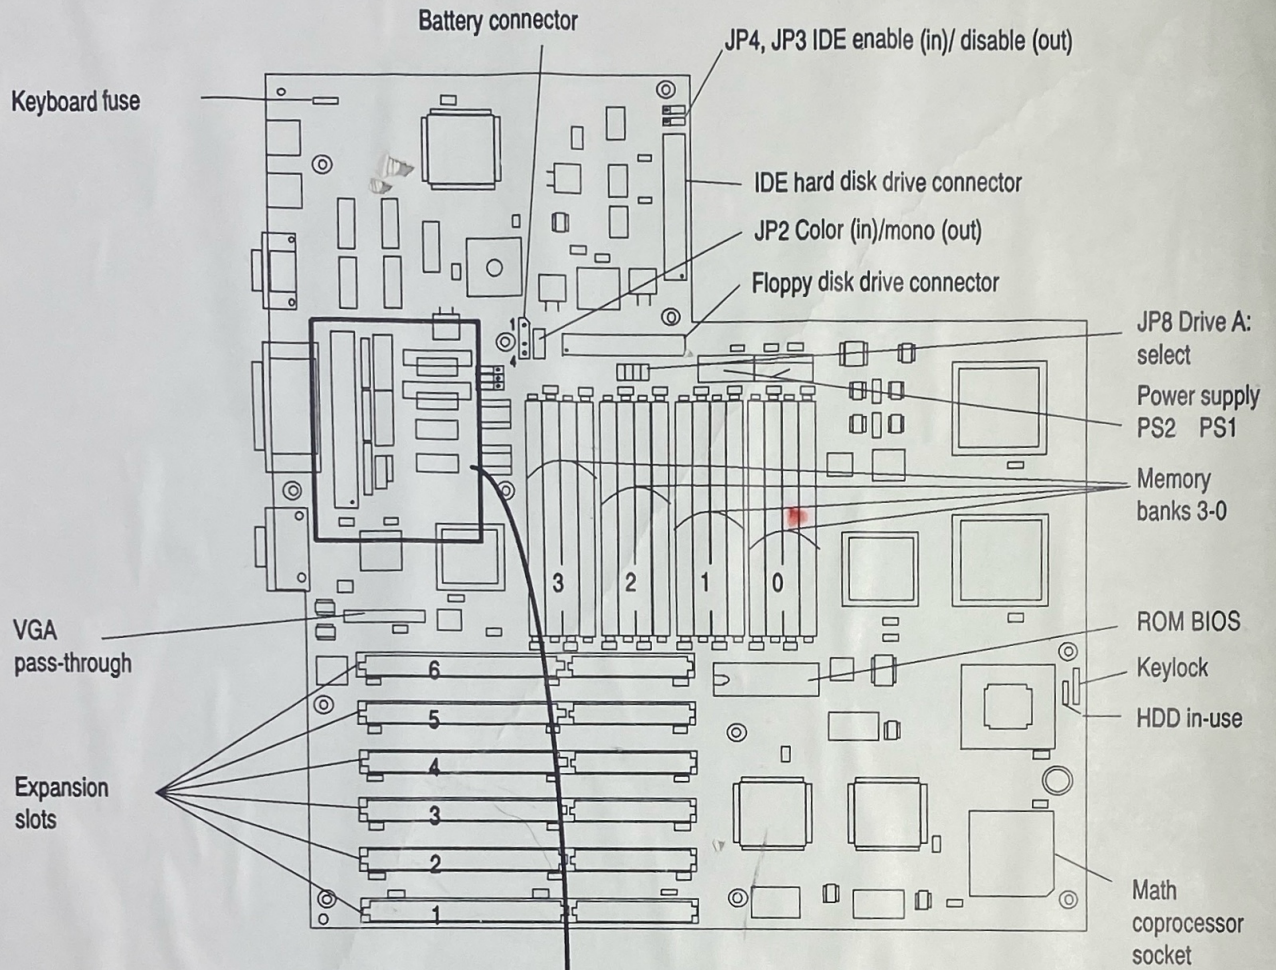 Battery connector
JP4, JP3 IDE enable (in)/ disable (out)
Keyboard fuse
IDE hard disk drive connector
JP2 Color (in)/mono (out)
Floppy disk drive connector
JP8 Drive A:
select
1
4
Power supply
PS2 PS1
Memory
banks 3-0
3 2 1 0
VGA
pass-through
ROM BIOS
Keylock
HDD in-use
6
5
4
3
2
1
Expansion
slots
Math
coprocessor
socket